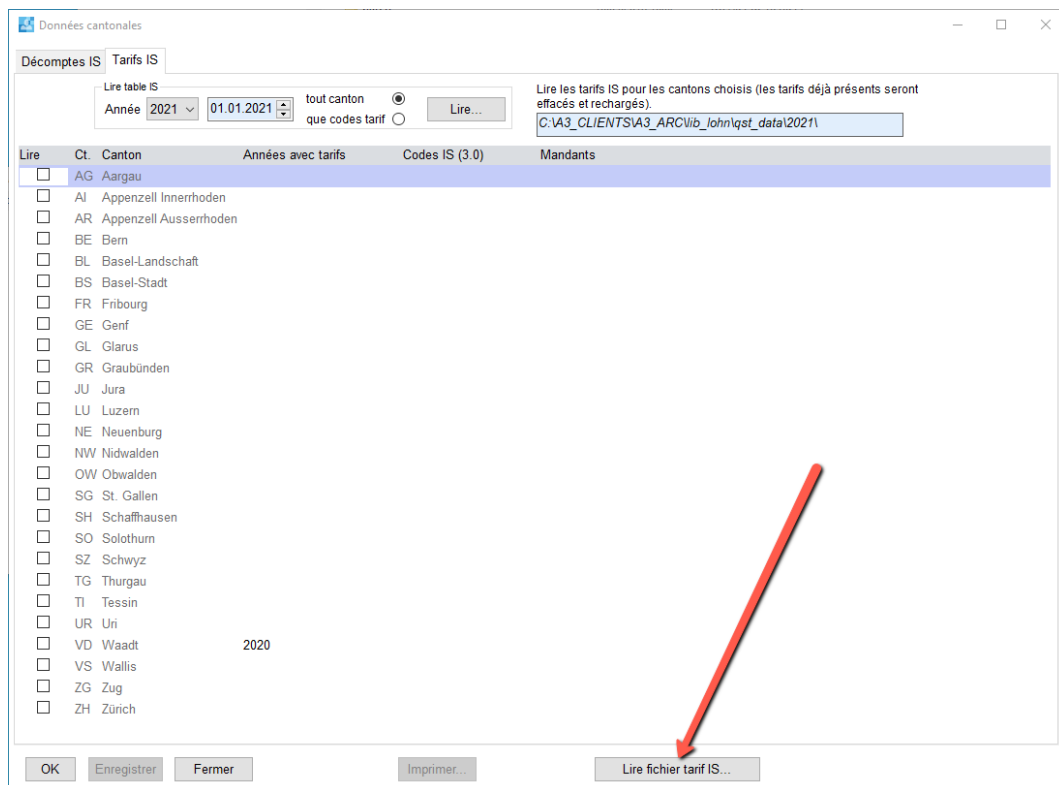 Données cantonales
Décomptes IS Tarifs IS
Lire table IS
Année 2021 01.01.2021 tout canton Lire...
que codes tarif
Lire les tarifs IS pour les cantons choisis (les tarifs déjà présents seront
effacés et rechargés).
C:\A3_CLIENTS\A3_ARC\lib_lohn\qst_data\2021\
Lire Ct. Canton Années avec tarifs Codes IS (3.0) Mandants
AG Aargau
AI Appenzell Innerrhoden
AR Appenzell Ausserrhoden
BE Bern
BL Basel-Landschaft
BS Basel-Stadt
FR Fribourg
GE Genf
GL Glarus
GR Graubünden
JU Jura
LU Luzern
NE Neuenburg
NW Nidwalden
OW Obwalden
SG St. Gallen
SH Schaffhausen
SO Solothurn
SZ Schwyz
TG Thurgau
TI Tessin
UR Uri
VD Waadt 2020
VS Wallis
ZG Zug
ZH Zürich
OK Enregistrer Fermer Imprimer... Lire fichier tarif IS...